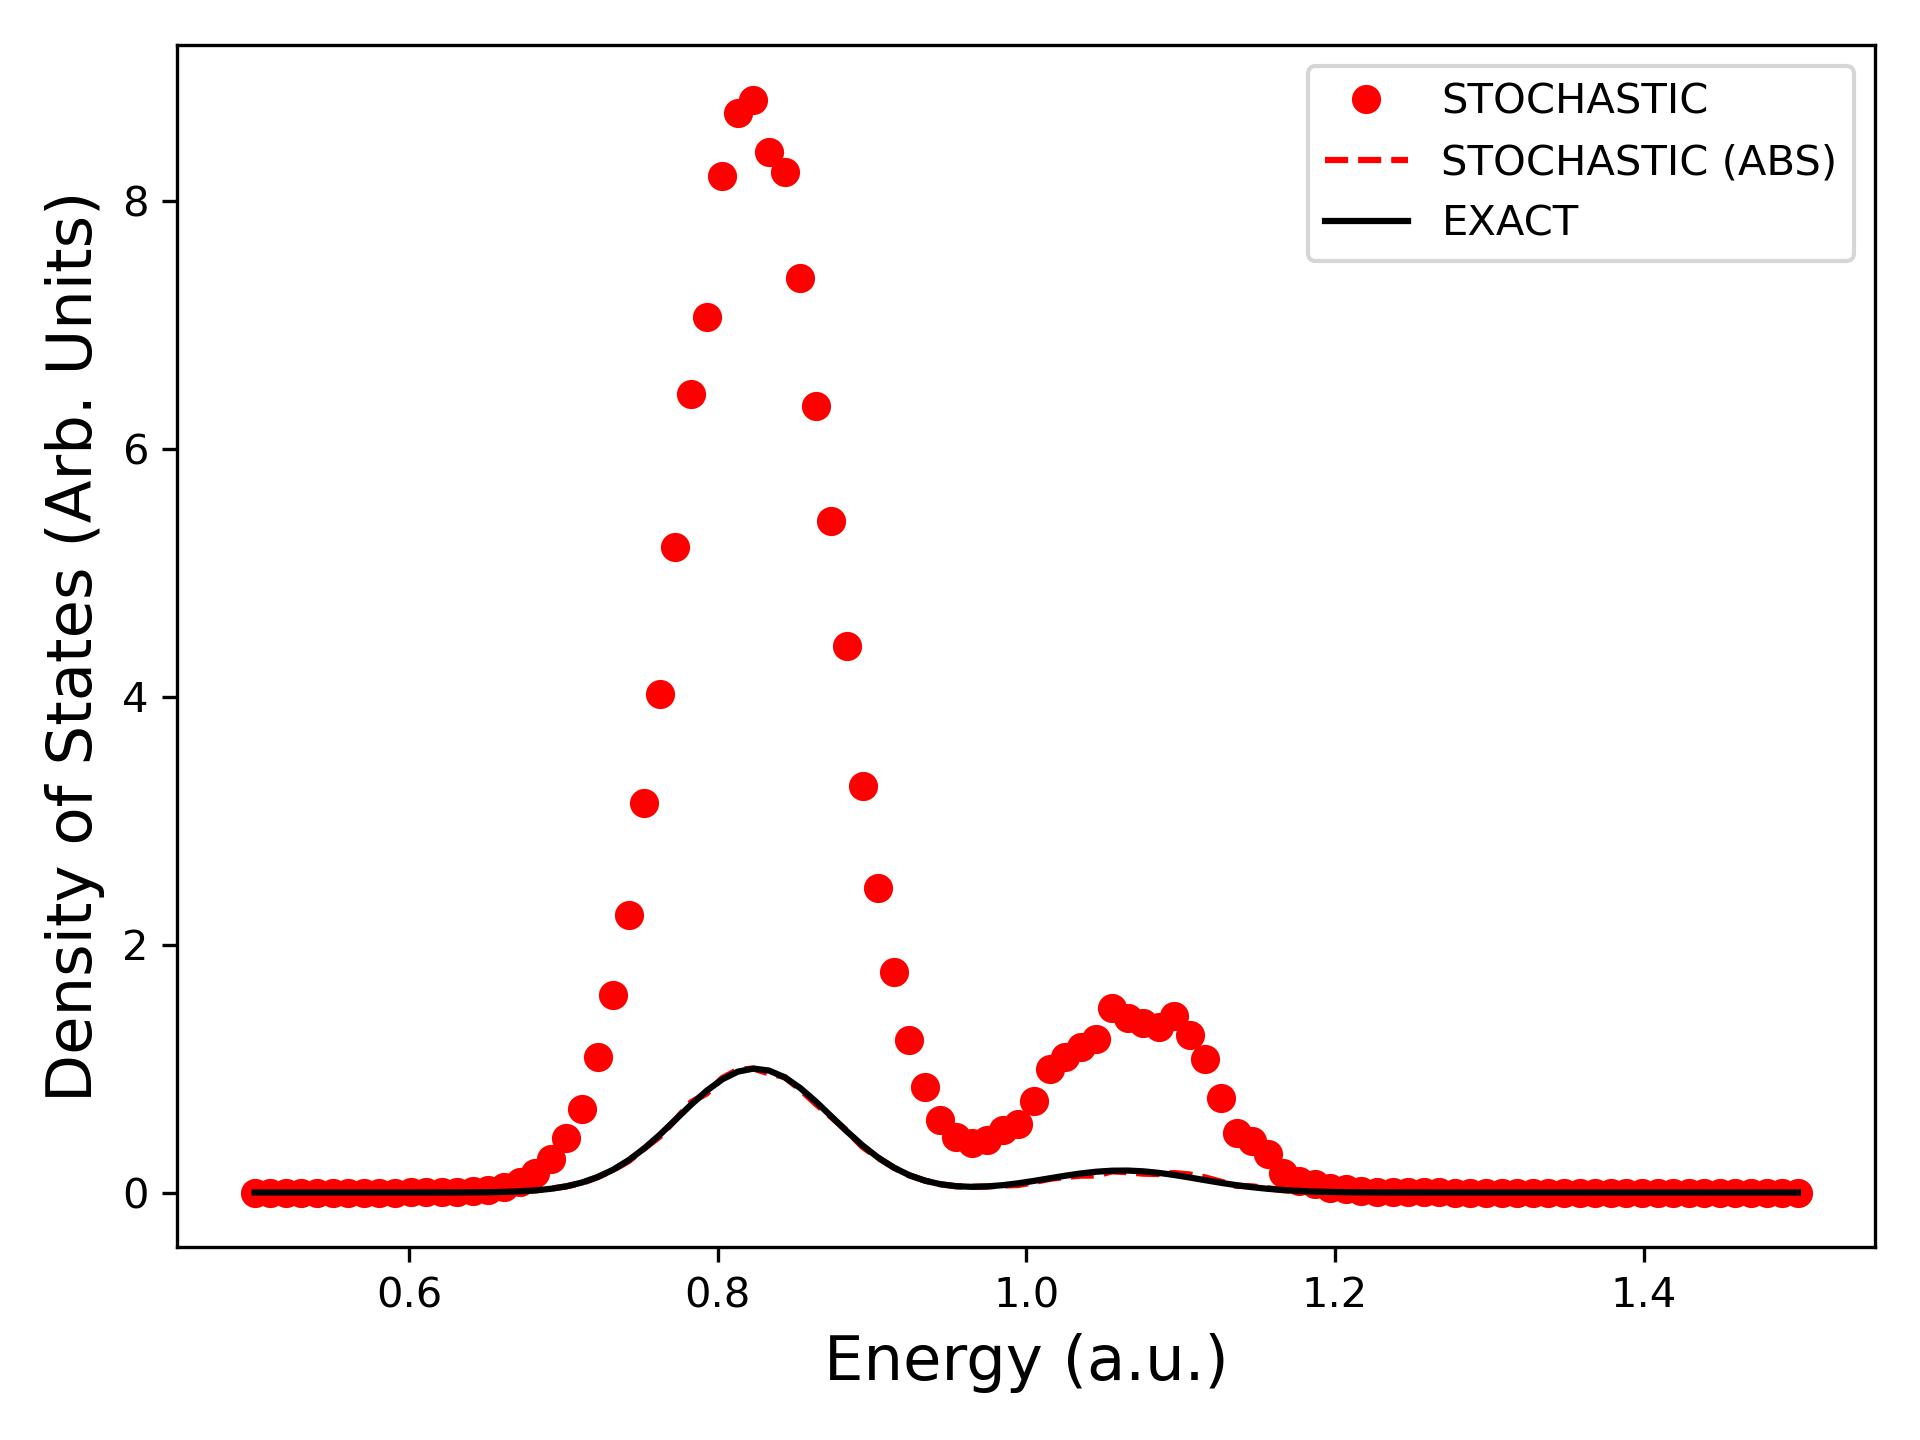 STOCHASTIC
STOCHASTIC (ABS)
EXACT
Density of States (Arb. Units)
8
6
4
2
0
0.6 0.8 1.0 1.2 1.4
Energy (a.u.)